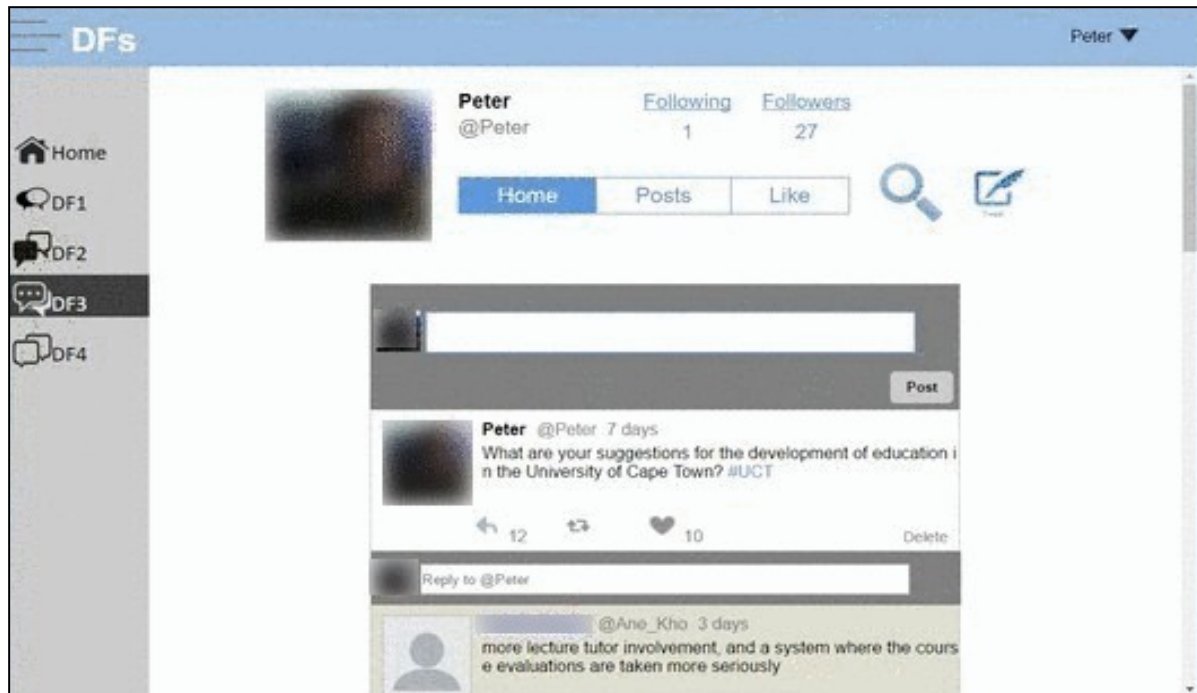 DFs
Peter ▼
Home
DF1
DF2
DF3
DF4
Peter Following Followers
@Peter 1 27
Home Posts Like
Post
Peter @Peter 7 days
What are your suggestions for the development of education i
n the University of Cape Town? #UCT
12 10 Delete
Reply to @Peter
@Ane_Kho 3 days
more lecture tutor involvement, and a system where the cours
e evaluations are taken more seriously